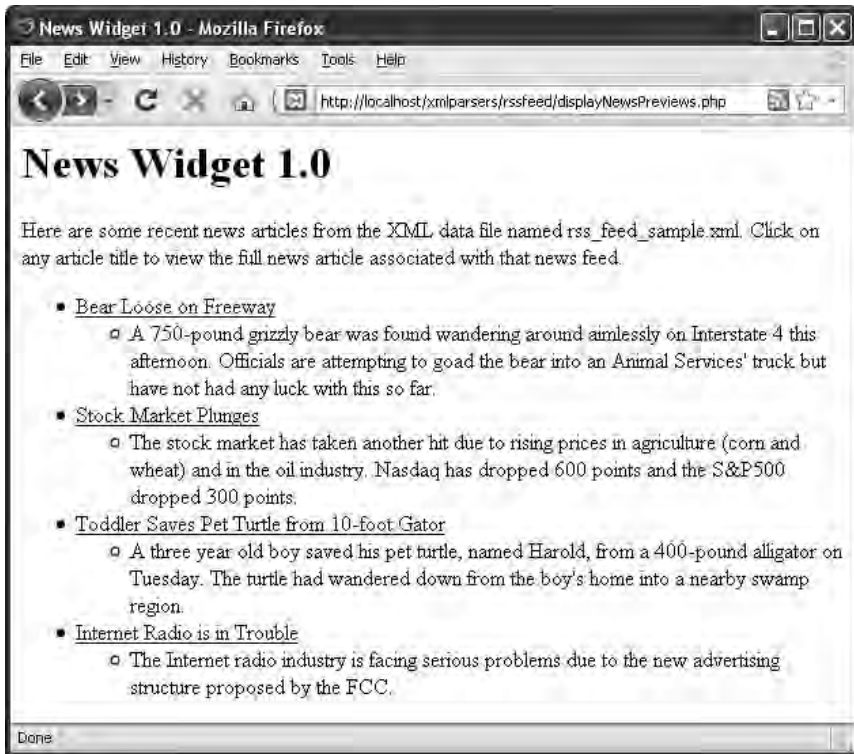 News Widget 1.0 - Mozilla Firefox
File Edit View History Bookmarks Tools Help
http://localhost/xmlparsers/rssfeed/displayNewsPreviews.php
News Widget 1.0
Here are some recent news articles from the XML data file named rss_feed_sample.xml. Click on
any article title to view the full news article associated with that news feed.
Bear Loose on Freeway
A 750-pound grizzly bear was found wandering around aimlessly on Interstate 4 this
afternoon. Officials are attempting to goad the bear into an Animal Services' truck but
have not had any luck with this so far.
Stock Market Plunges
The stock market has taken another hit due to rising prices in agriculture (corn and
wheat) and in the oil industry. Nasdaq has dropped 600 points and the S&P500
dropped 300 points.
Toddler Saves Pet Turtle from 10-foot Gator
A three year old boy saved his pet turtle, named Harold, from a 400-pound alligator on
Tuesday. The turtle had wandered down from the boy's home into a nearby swamp
region.
Internet Radio is in Trouble
The Internet radio industry is facing serious problems due to the new advertising
structure proposed by the FCC.
Done